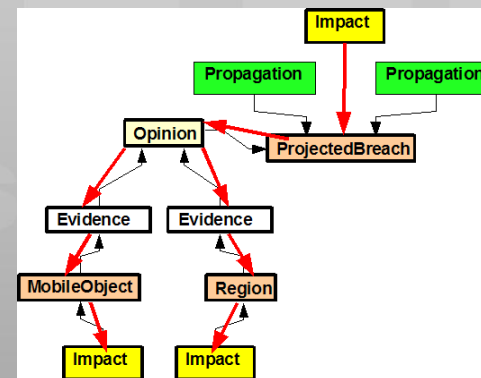 Impact
Propagation
Propagation
Opinion
ProjectedBreach
Evidence
Evidence
MobileObject
Region
Impact
Impact